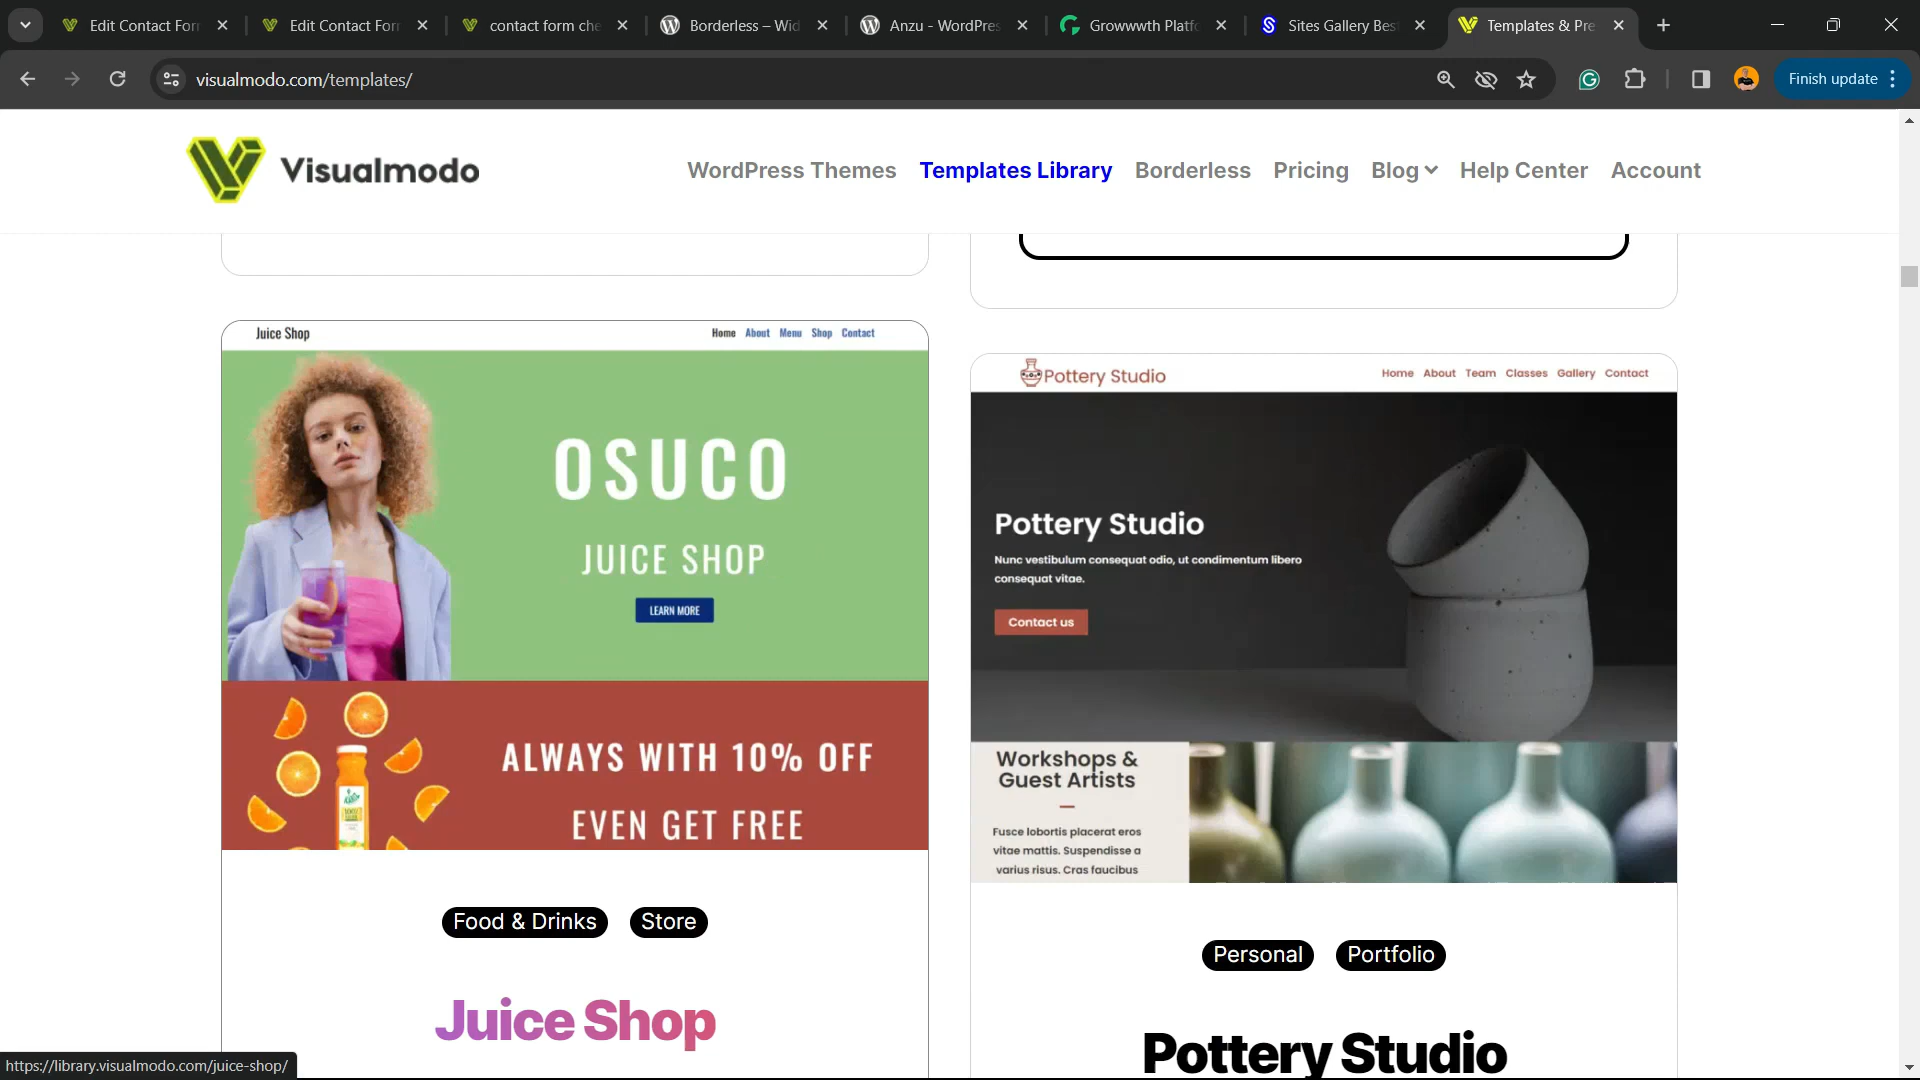 Edit Contact For
Edit Contact For
contact form che
Borderless – Wid
Anzu - WordPres
Growwwth Platfo
Sites Gallery Bes
Templates & Pre
visualmodo.com/templates/
Finish update
Visualmodo
WordPress Themes
Templates Library
Borderless
Pricing
Blog
Help Center
Account
Juice Shop
Home About Menu Shop Contact
OSUCO
JUICE SHOP
LEARN MORE
ALWAYS WITH 10% OFF
EVEN GET FREE
Food & Drinks
Store
Juice Shop
Pottery Studio
Home About Team Classes Gallery Contact
Pottery Studio
Nunc vestibulum consequat odio, ut condimentum libero
consequat vitae.
Contact us
Workshops &
Guest Artists
Fusce lobortis placerat eros
vitae mattis. Suspendisse a
varius risus. Cras faucibus
Personal
Portfolio
Pottery Studio
https://library.visualmodo.com/juice-shop/